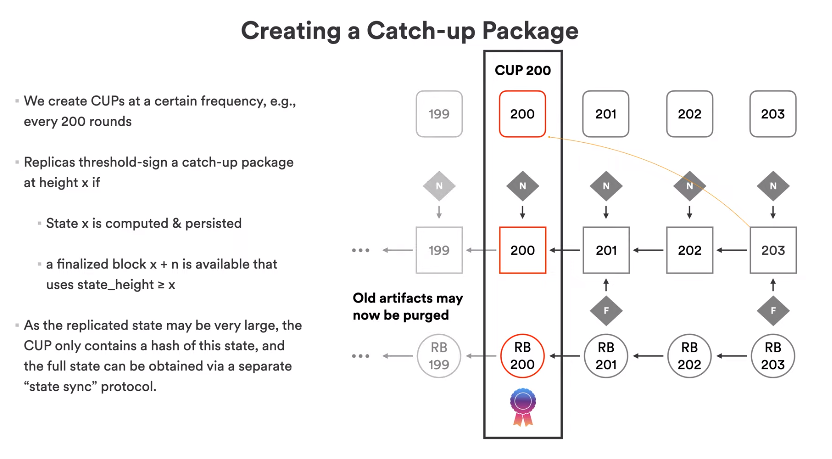 Creating a Catch-up Package
We create CUPs at a certain frequency, e.g.,
every 200 rounds
Replicas threshold-sign a catch-up package
at height x if
State x is computed & persisted
a finalized block x + n is available that
uses state_height ≥ x
As the replicated state may be very large, the
CUP only contains a hash of this state, and
the full state can be obtained via a separate
“state sync” protocol.
CUP 200
199 200 201 202 203
N N N N N
••• 199 200 201 202 203
Old artifacts may
now be purged
F F
RB RB RB RB RB
••• 199 200 201 202 203